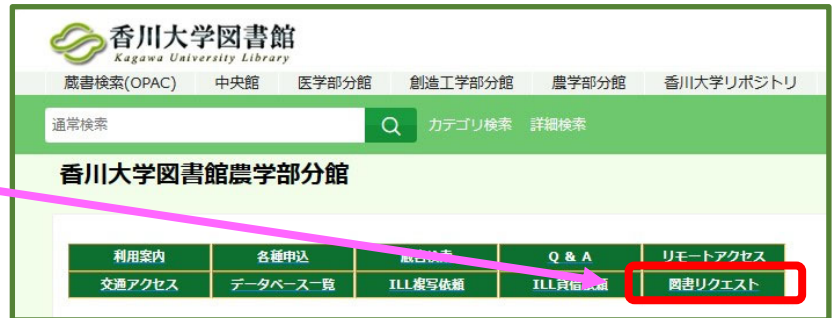 香川大学図書館
Kagawa University Library
蔵書検索(OPAC) 中央館 医学部分館 創造工学部分館 農学部分館 香川大学リポジトリ
通常検索 カテゴリ検索 詳細検索
香川大学図書館農学部分館
利用案内 各種申込 蔵書検索 Q & A リモートアクセス
交通アクセス データベース一覧 ILL複写依頼 ILL貸借依頼 図書リクエスト